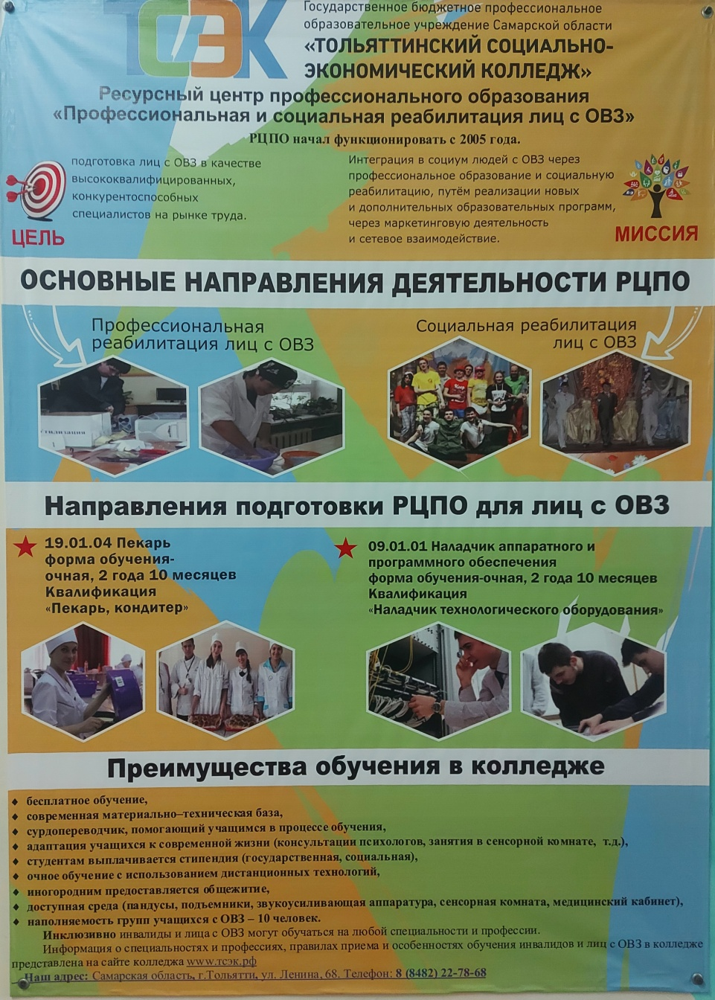 ТСЭК
Государственное бюджетное профессиональное
образовательное учреждение Самарской области
«ТОЛЬЯТТИНСКИЙ СОЦИАЛЬНО-
ЭКОНОМИЧЕСКИЙ КОЛЛЕДЖ»
Ресурсный центр профессионального образования
«Профессиональная и социальная реабилитация лиц с ОВЗ»
РЦПО начал функционировать с 2005 года.
подготовка лиц с ОВЗ в качестве
высококвалифицированных,
конкурентоспособных
специалистов на рынке труда.
ЦЕЛЬ
Интеграция в социум людей с ОВЗ через
профессиональное образование и социальную
реабилитацию, путём реализации новых
и дополнительных образовательных программ,
через маркетинговую деятельность
и сетевое взаимодействие.
МИССИЯ
ОСНОВНЫЕ НАПРАВЛЕНИЯ ДЕЯТЕЛЬНОСТИ РЦПО
Профессиональная
реабилитация лиц с ОВЗ
Социальная реабилитация
лиц с ОВЗ
Направления подготовки РЦПО для лиц с ОВЗ
19.01.04 Пекарь
форма обучения-
очная, 2 года 10 месяцев
Квалификация
«Пекарь, кондитер»
09.01.01 Наладчик аппаратного и
программного обеспечения
форма обучения-очная, 2 года 10 месяцев
Квалификация
«Наладчик технологического оборудования»
Преимущества обучения в колледже
♦ бесплатное обучение,
♦ современная материально–техническая база,
♦ сурдопереводчик, помогающий учащимся в процессе обучения,
♦ адаптация учащихся к современной жизни (консультации психологов, занятия в сенсорной комнате, т.д.),
♦ студентам выплачивается стипендия (государственная, социальная),
♦ очное обучение с использованием дистанционных технологий,
♦ иногородним предоставляется общежитие,
♦ доступная среда (пандусы, подъемники, звукоусиливающая аппаратура, сенсорная комната, медицинский кабинет),
♦ наполняемость групп учащихся с ОВЗ – 10 человек.
Инклюзивно инвалиды и лица с ОВЗ могут обучаться на любой специальности и профессии.
Информация о специальностях и профессиях, правилах приема и особенностях обучения инвалидов и лиц с ОВЗ в колледже
представлена на сайте колледжа www.тсэк.рф
Наш адрес: Самарская область, г.Тольятти, ул. Ленина, 68. Телефон: 8 (8482) 22-78-68